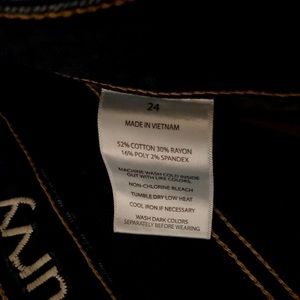 24
MADE IN VIETNAM
52% COTTON 30% RAYON
16% POLY 2% SPANDEX
MACHINE WASH COLD INSIDE
OUT WITH LIKE COLORS.
NON-CHLORINE BLEACH
TUMBLE DRY LOW HEAT
COOL IRON IF NECESSARY
WASH DARK COLORS
SEPARATELY BEFORE WEARING